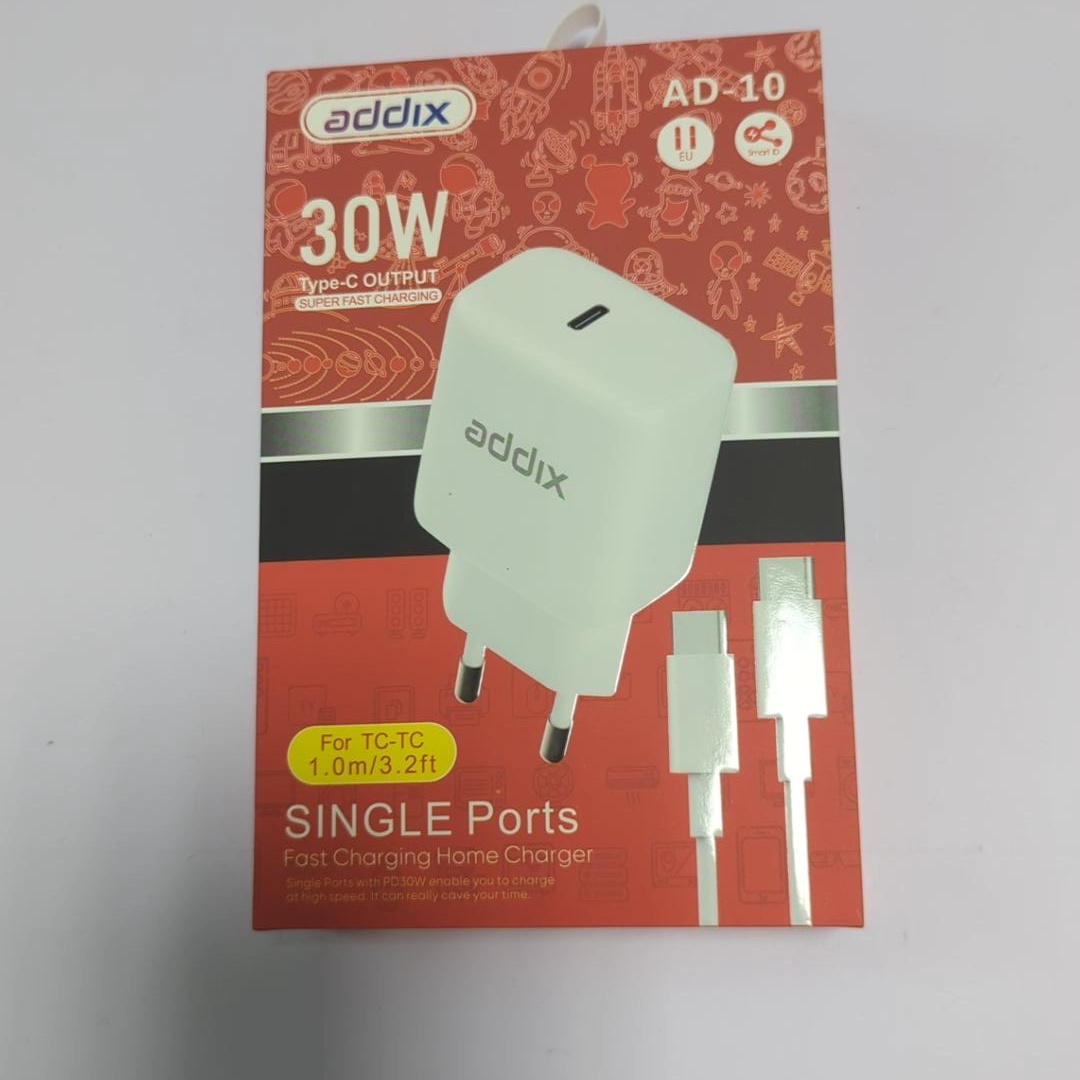 addix
AD-10
EU
Smart ID
30W
Type-C OUTPUT
SUPER FAST CHARGING
addix
For TC-TC
1.0m/3.2ft
SINGLE Ports
Fast Charging Home Charger
Single Ports with PD30W enable you to charge
at high speed. It can really cave your time.